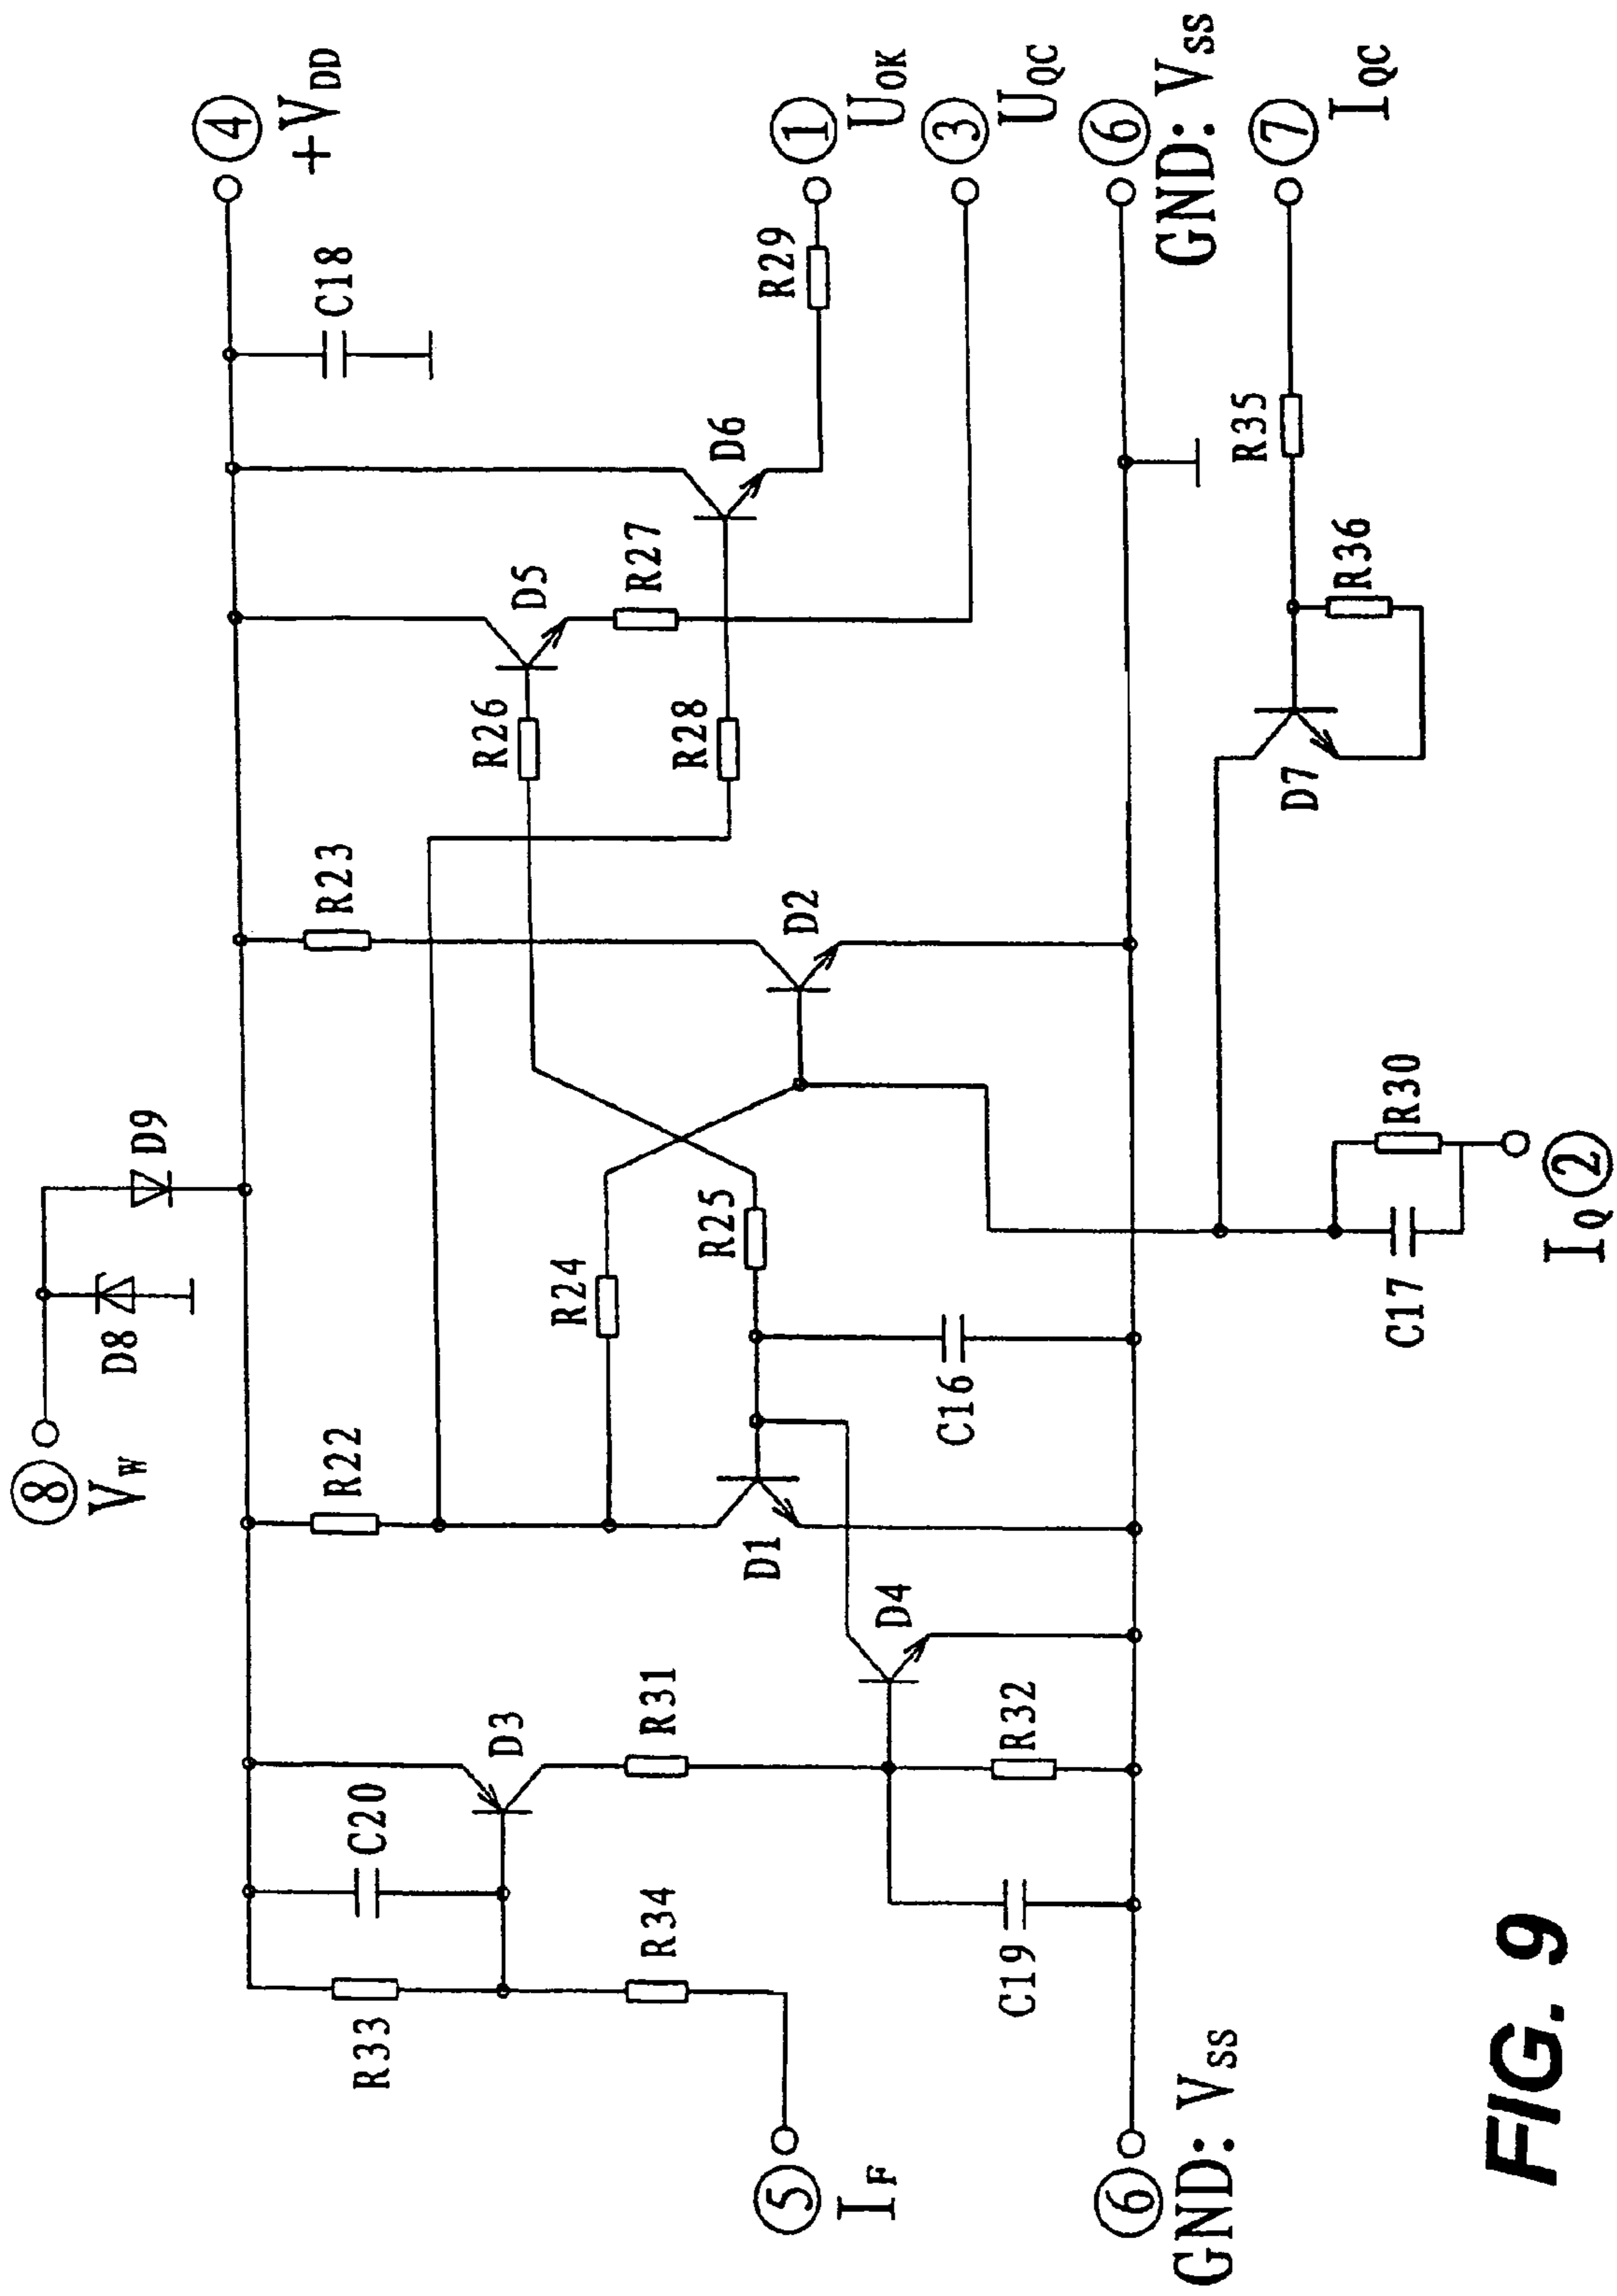 ⑧ V_W
D8
D9
④ +V_DD
R33
C20
D3
R22
R23
C18
R34
R31
R24
R25
R26
D5
R27
R28
D6
R29
① U_OK
③ U_QC
⑤ I_F
D4
D1
D2
C19
R32
C16
⑥ GND: V_SS
⑥ GND: V_SS
D7
R36
R35
⑦ I_QC
C17
R30
I_Q ②
FIG. 9